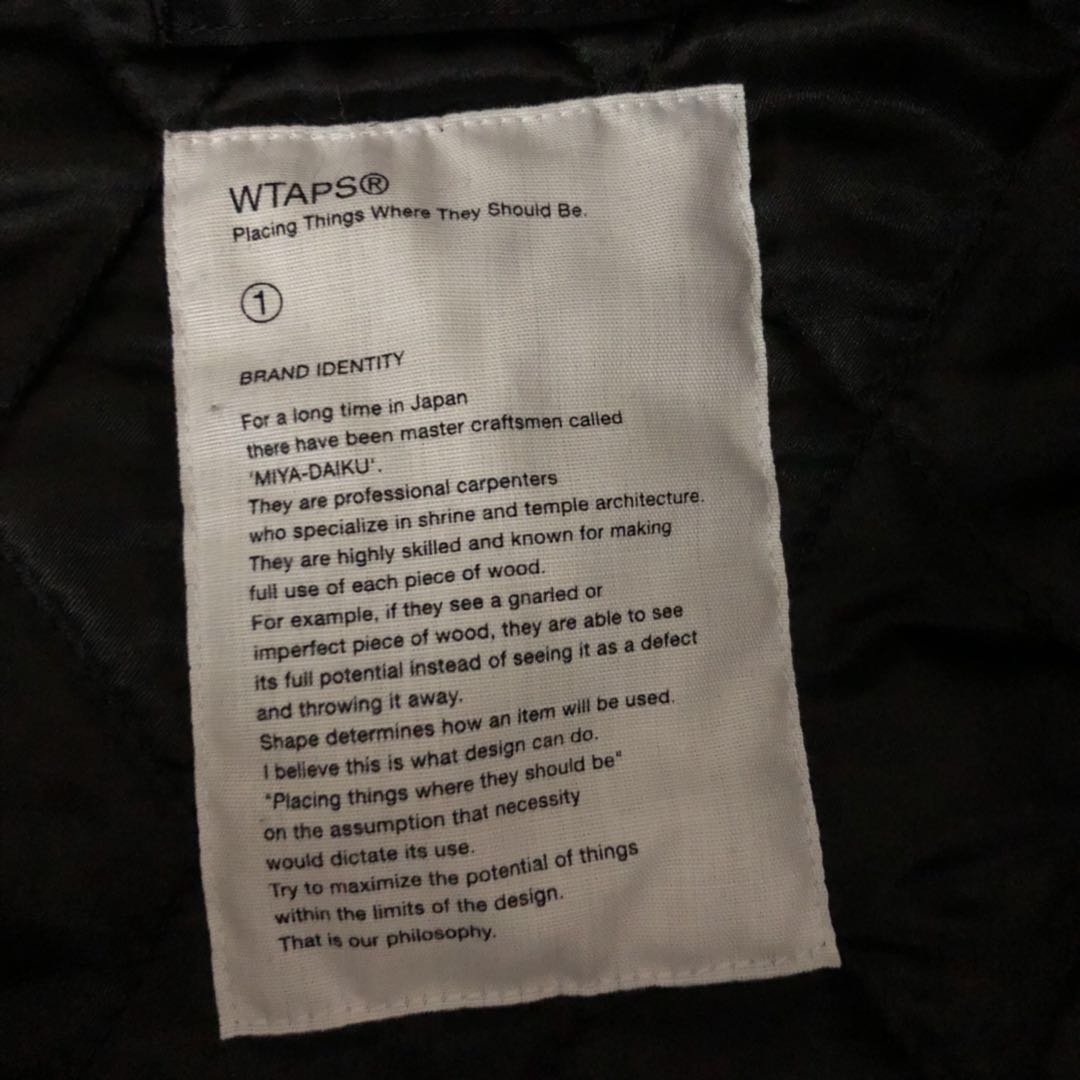 WTAPS®
Placing Things Where They Should Be.
①
BRAND IDENTITY
For a long time in Japan
there have been master craftsmen called
'MIYA-DAIKU'.
They are professional carpenters
who specialize in shrine and temple architecture.
They are highly skilled and known for making
full use of each piece of wood.
For example, if they see a gnarled or
imperfect piece of wood, they are able to see
its full potential instead of seeing it as a defect
and throwing it away.
Shape determines how an item will be used.
I believe this is what design can do.
"Placing things where they should be"
on the assumption that necessity
would dictate its use.
Try to maximize the potential of things
within the limits of the design.
That is our philosophy.